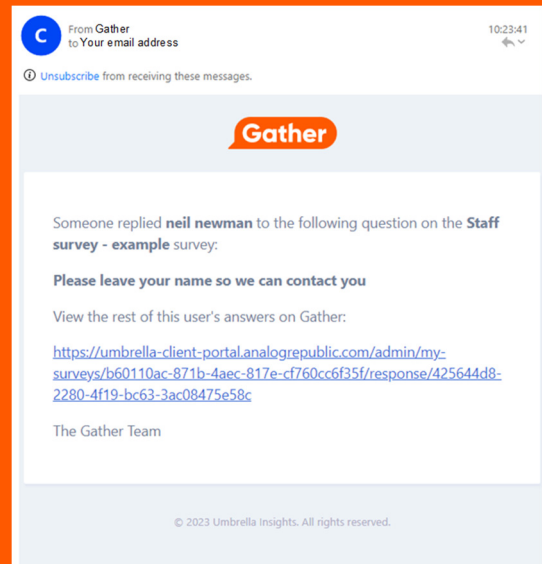 C
From Gather
to Your email address
10:23:41
Unsubscribe from receiving these messages.
Gather
Someone replied neil newman to the following question on the Staff
survey - example survey:
Please leave your name so we can contact you
View the rest of this user's answers on Gather:
https://umbrella-client-portal.analogrepublic.com/admin/my-
surveys/b60110ac-871b-4aec-817e-cf760cc6f35f/response/425644d8-
2280-4f19-bc63-3ac08475e58c
The Gather Team
© 2023 Umbrella Insights. All rights reserved.